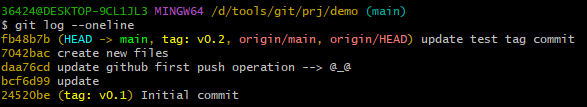 36424@DESKTOP-9CL1JL3 MINGW64 /d/tools/git/prj/demo (main)
$ git log --oneline
fb48b7b (HEAD -> main, tag: v0.2, origin/main, origin/HEAD) update test tag commit
7042bac create new files
daa76cd update github first push operation --> @_@
bcf6d99 update
24520be (tag: v0.1) Initial commit